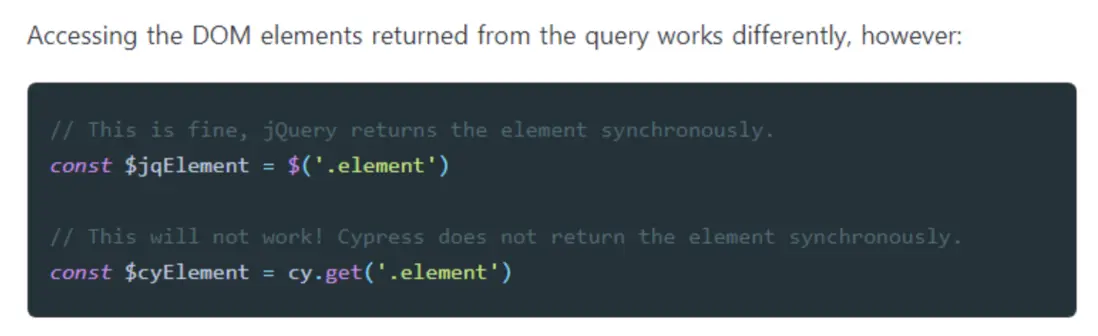 Accessing the DOM elements returned from the query works differently, however:
// This is fine, jQuery returns the element synchronously.
const $jqElement = $('.element')
// This will not work! Cypress does not return the element synchronously.
const $cyElement = cy.get('.element')